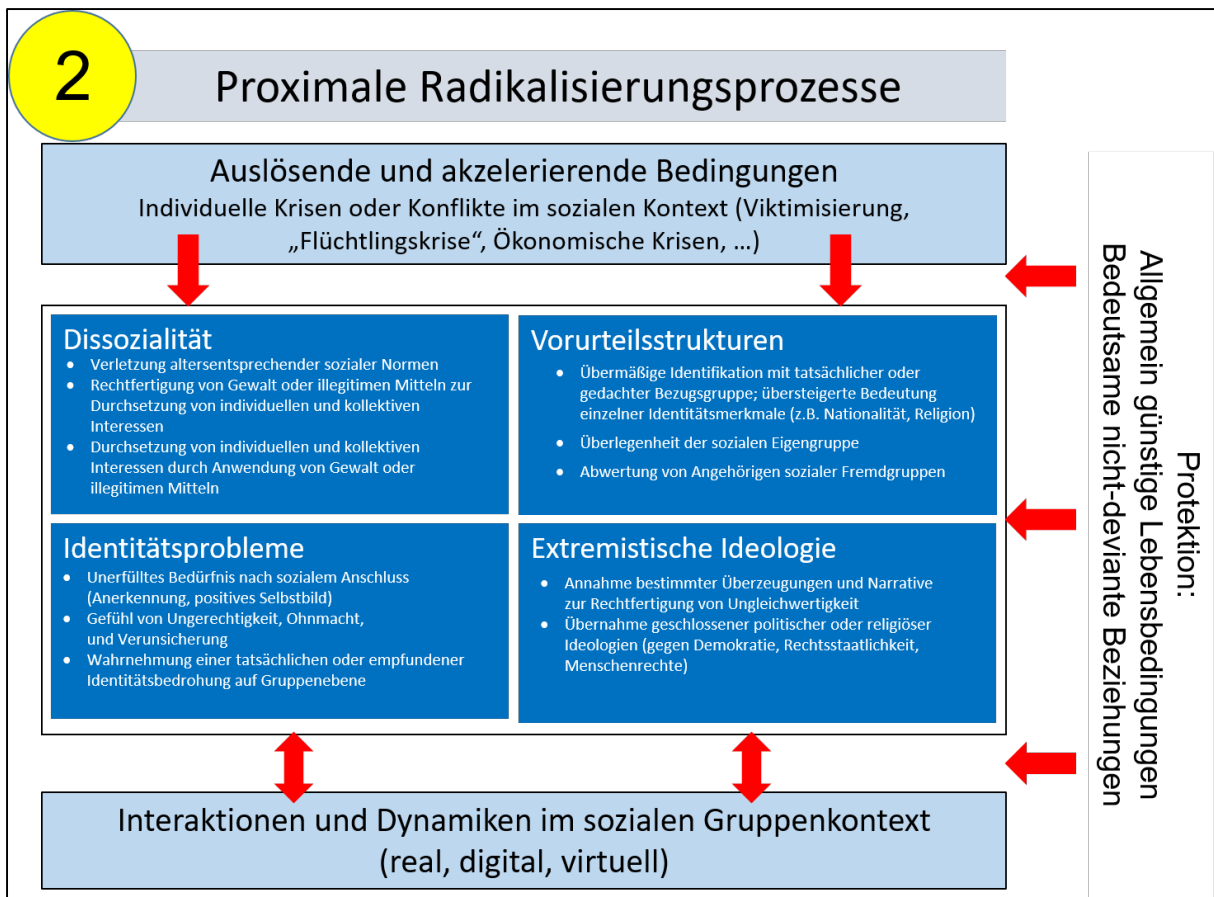 2
Proximale Radikalisierungsprozesse
Auslösende und akzelerierende Bedingungen
Individuelle Krisen oder Konflikte im sozialen Kontext (Viktimisierung,
„Flüchtlingskrise“, Ökonomische Krisen, ...)
Dissozialität
• Verletzung altersentsprechender sozialer Normen
• Rechtfertigung von Gewalt oder illegitimen Mitteln zur
Durchsetzung von individuellen und kollektiven
Interessen
• Durchsetzung von individuellen und kollektiven
Interessen durch Anwendung von Gewalt oder
illegitimen Mitteln
Vorurteilsstrukturen
• Übermäßige Identifikation mit tatsächlicher oder
gedachter Bezugsgruppe; übersteigerte Bedeutung
einzelner Identitätsmerkmale (z.B. Nationalität, Religion)
• Überlegenheit der sozialen Eigengruppe
• Abwertung von Angehörigen sozialer Fremdgruppen
Identitätsprobleme
• Unerfülltes Bedürfnis nach sozialem Anschluss
(Anerkennung, positives Selbstbild)
• Gefühl von Ungerechtigkeit, Ohnmacht,
und Verunsicherung
• Wahrnehmung einer tatsächlichen oder empfundener
Identitätsbedrohung auf Gruppenebene
Extremistische Ideologie
• Annahme bestimmter Überzeugungen und Narrative
zur Rechtfertigung von Ungleichwertigkeit
• Übernahme geschlossener politischer oder religiöser
Ideologien (gegen Demokratie, Rechtsstaatlichkeit,
Menschenrechte)
Interaktionen und Dynamiken im sozialen Gruppenkontext
(real, digital, virtuell)
Protektion:
Allgemein günstige Lebensbedingungen
Bedeutsame nicht-deviante Beziehungen